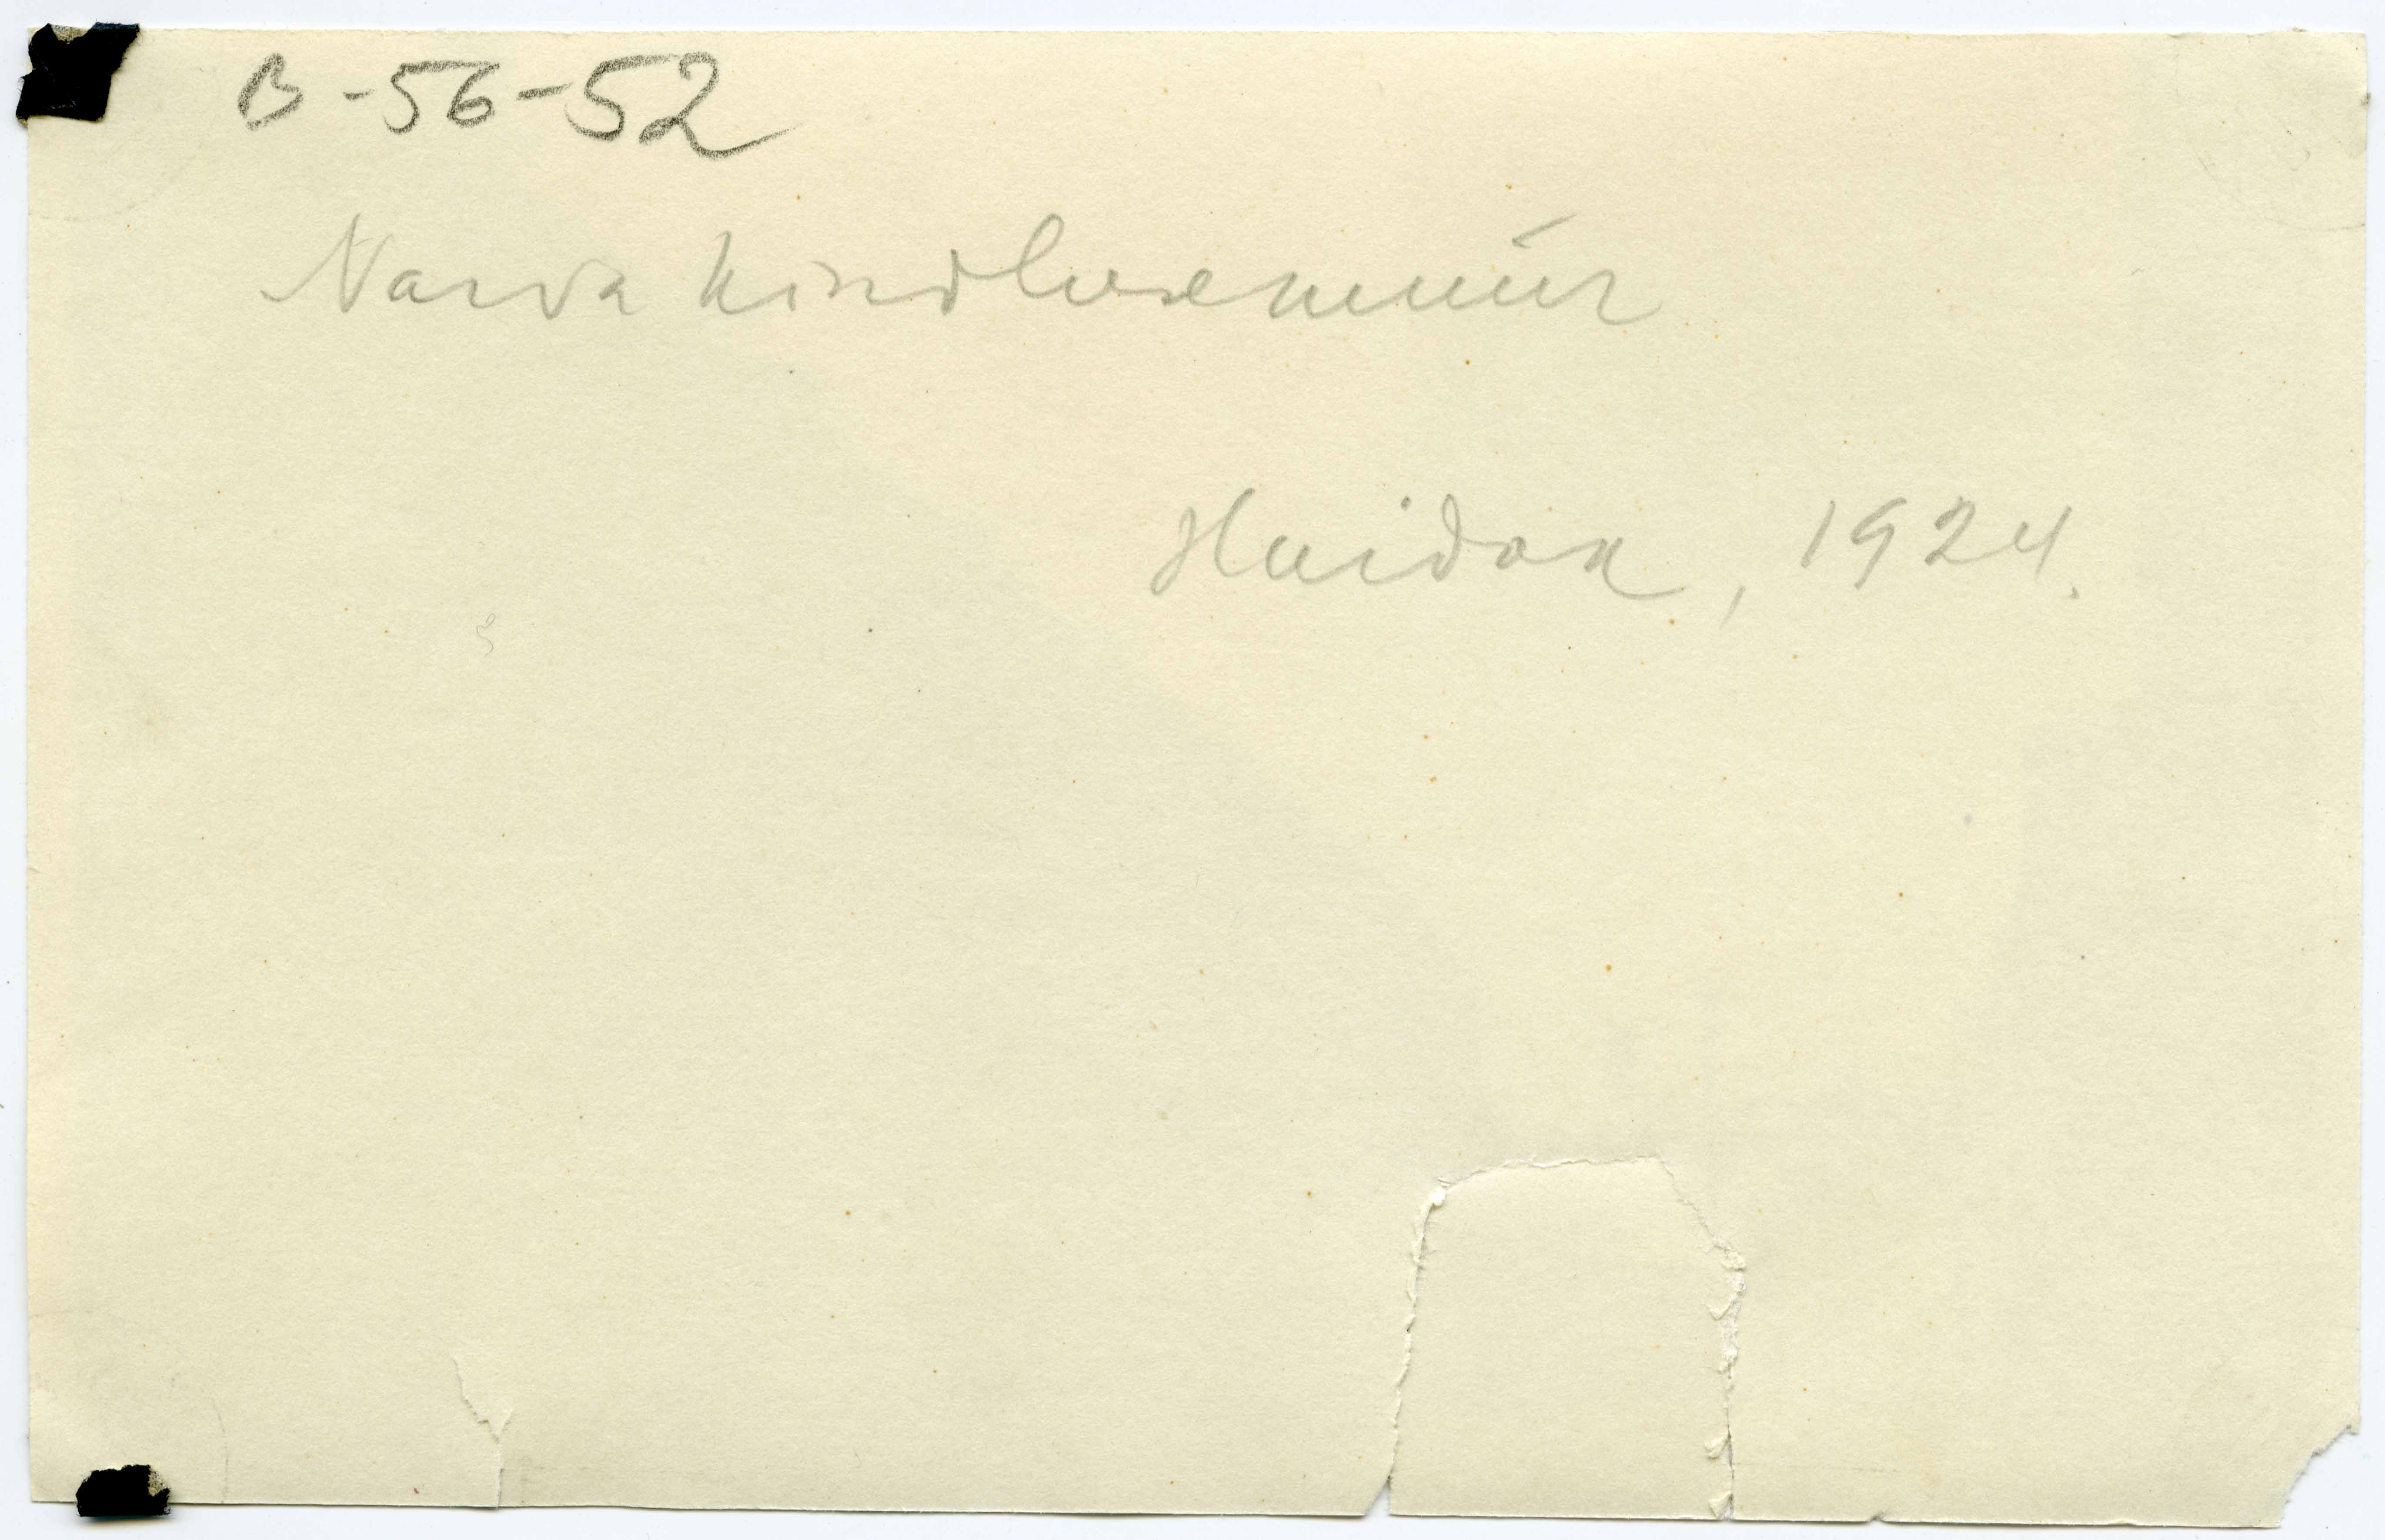 B-56-52
Narva kindlusemüür
Haidak, 1924.